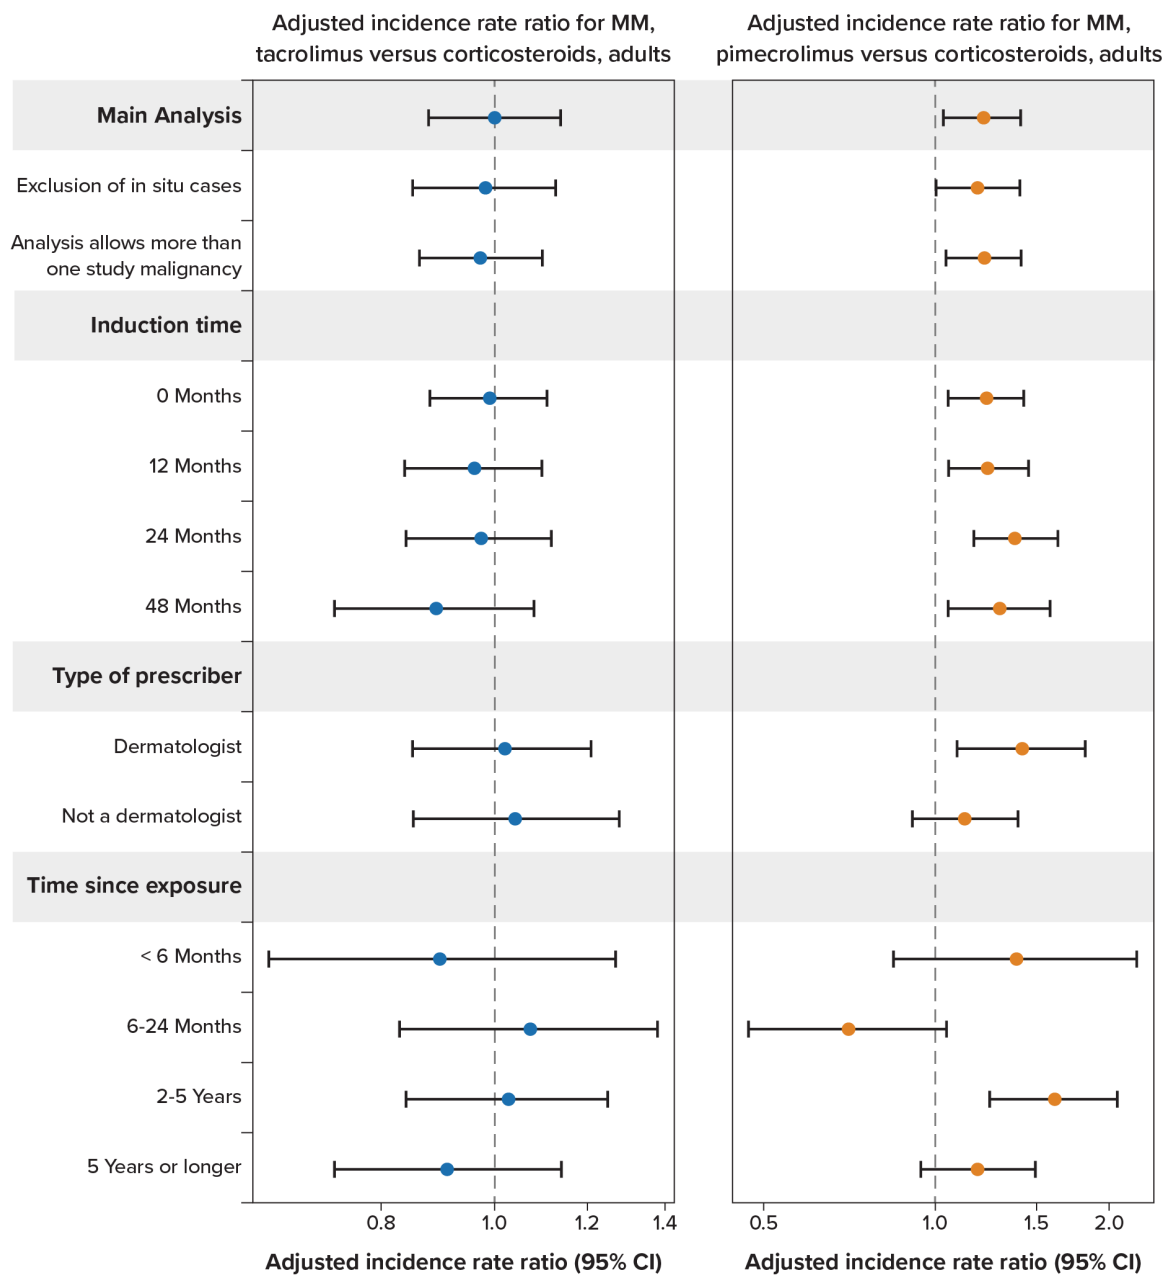 Adjusted incidence rate ratio for MM,
tacrolimus versus corticosteroids, adults
Adjusted incidence rate ratio for MM,
pimecrolimus versus corticosteroids, adults
Main Analysis
Exclusion of in situ cases
Analysis allows more than
one study malignancy
Induction time
0 Months
12 Months
24 Months
48 Months
Type of prescriber
Dermatologist
Not a dermatologist
Time since exposure
< 6 Months
6-24 Months
2-5 Years
5 Years or longer
0.8 1.0 1.2 1.4
0.5 1.0 1.5 2.0
Adjusted incidence rate ratio (95% CI)
Adjusted incidence rate ratio (95% CI)